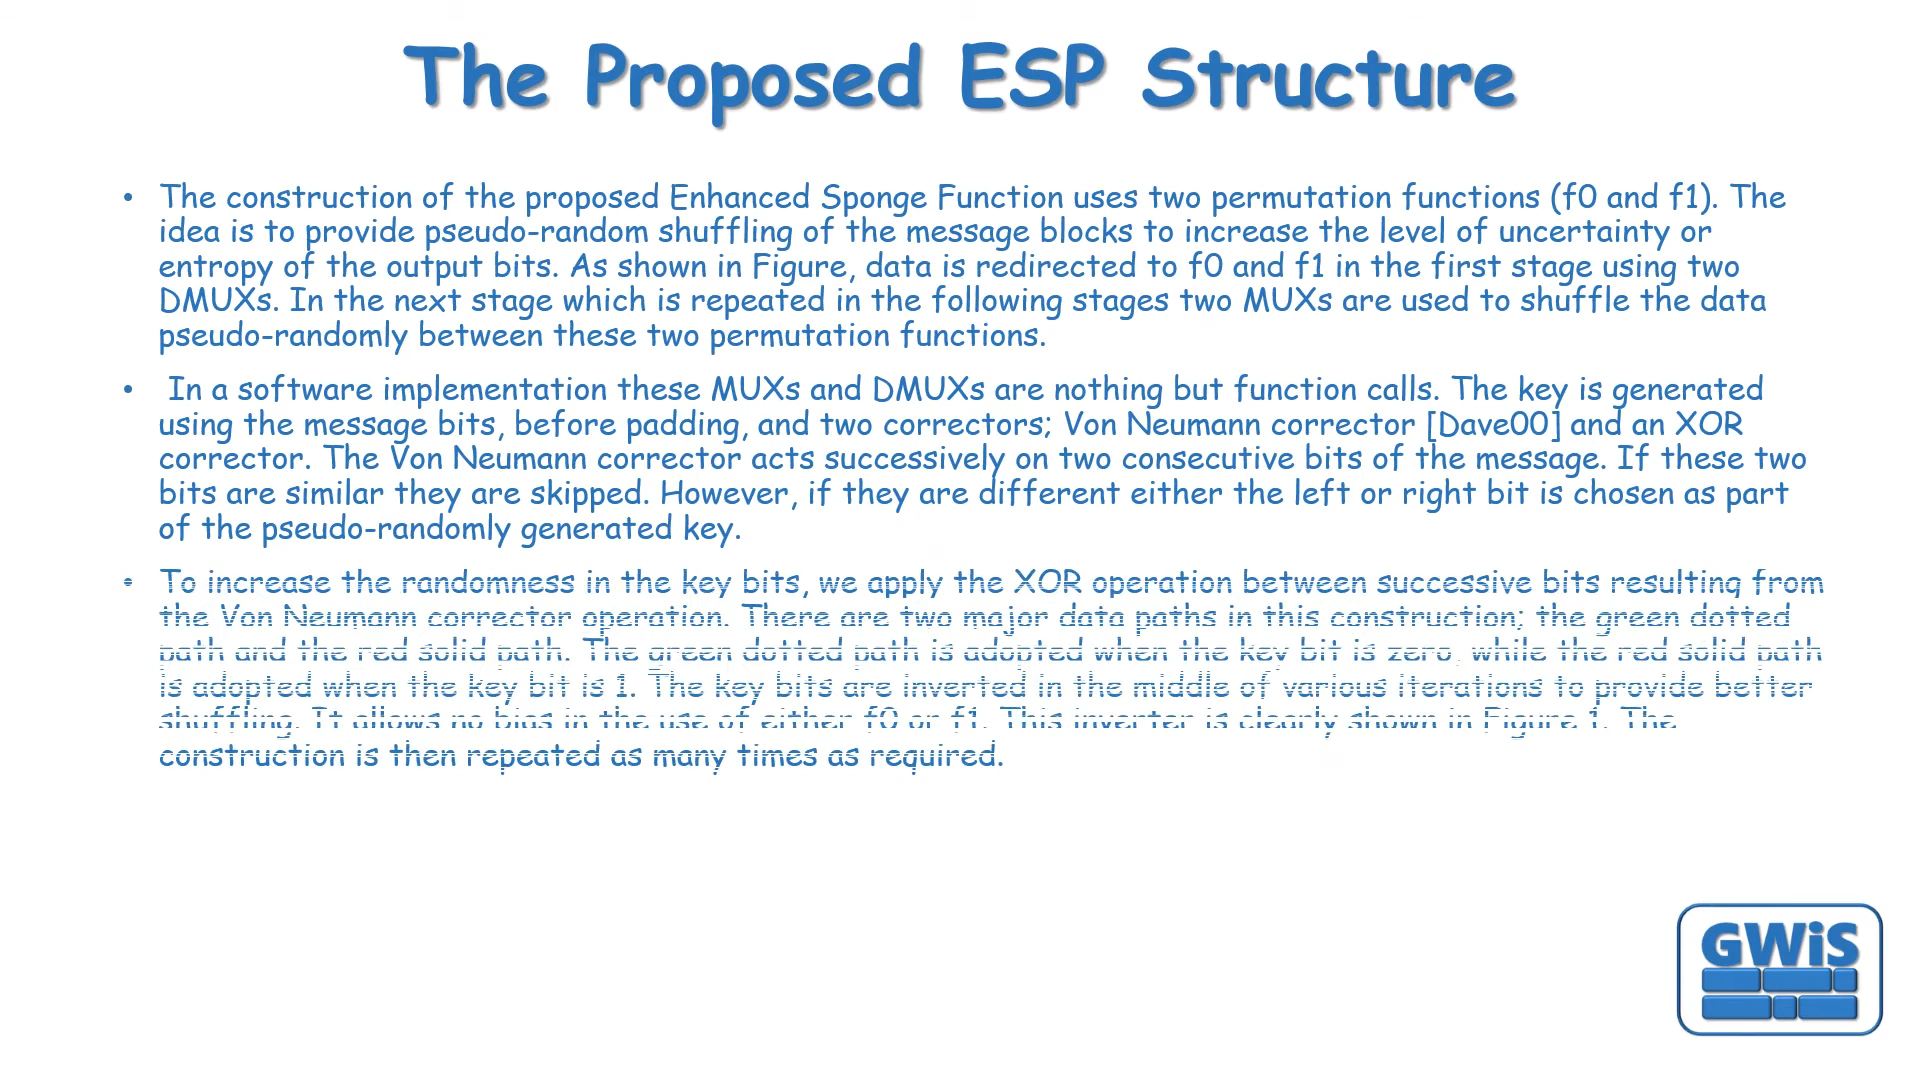 The Proposed ESP Structure
• The construction of the proposed Enhanced Sponge Function uses two permutation functions (f0 and f1). The
idea is to provide pseudo-random shuffling of the message blocks to increase the level of uncertainty or
entropy of the output bits. As shown in Figure, data is redirected to f0 and f1 in the first stage using two
DMUXs. In the next stage which is repeated in the following stages two MUXs are used to shuffle the data
pseudo-randomly between these two permutation functions.
• In a software implementation these MUXs and DMUXs are nothing but function calls. The key is generated
using the message bits, before padding, and two correctors; Von Neumann corrector [Dave00] and an XOR
corrector. The Von Neumann corrector acts successively on two consecutive bits of the message. If these two
bits are similar they are skipped. However, if they are different either the left or right bit is chosen as part
of the pseudo-randomly generated key.
• To increase the randomness in the key bits, we apply the XOR operation between successive bits resulting from
the Von Neumann corrector operation. There are two major data paths in this construction; the green dotted
path and the red solid path. The green dotted path is adopted when the key bit is zero, while the red solid path
is adopted when the key bit is 1. The key bits are inverted in the middle of various iterations to provide better
shuffling. It allows no bias in the use of either f0 or f1. This inverter is clearly shown in Figure 1. The
construction is then repeated as many times as required.
GWiS